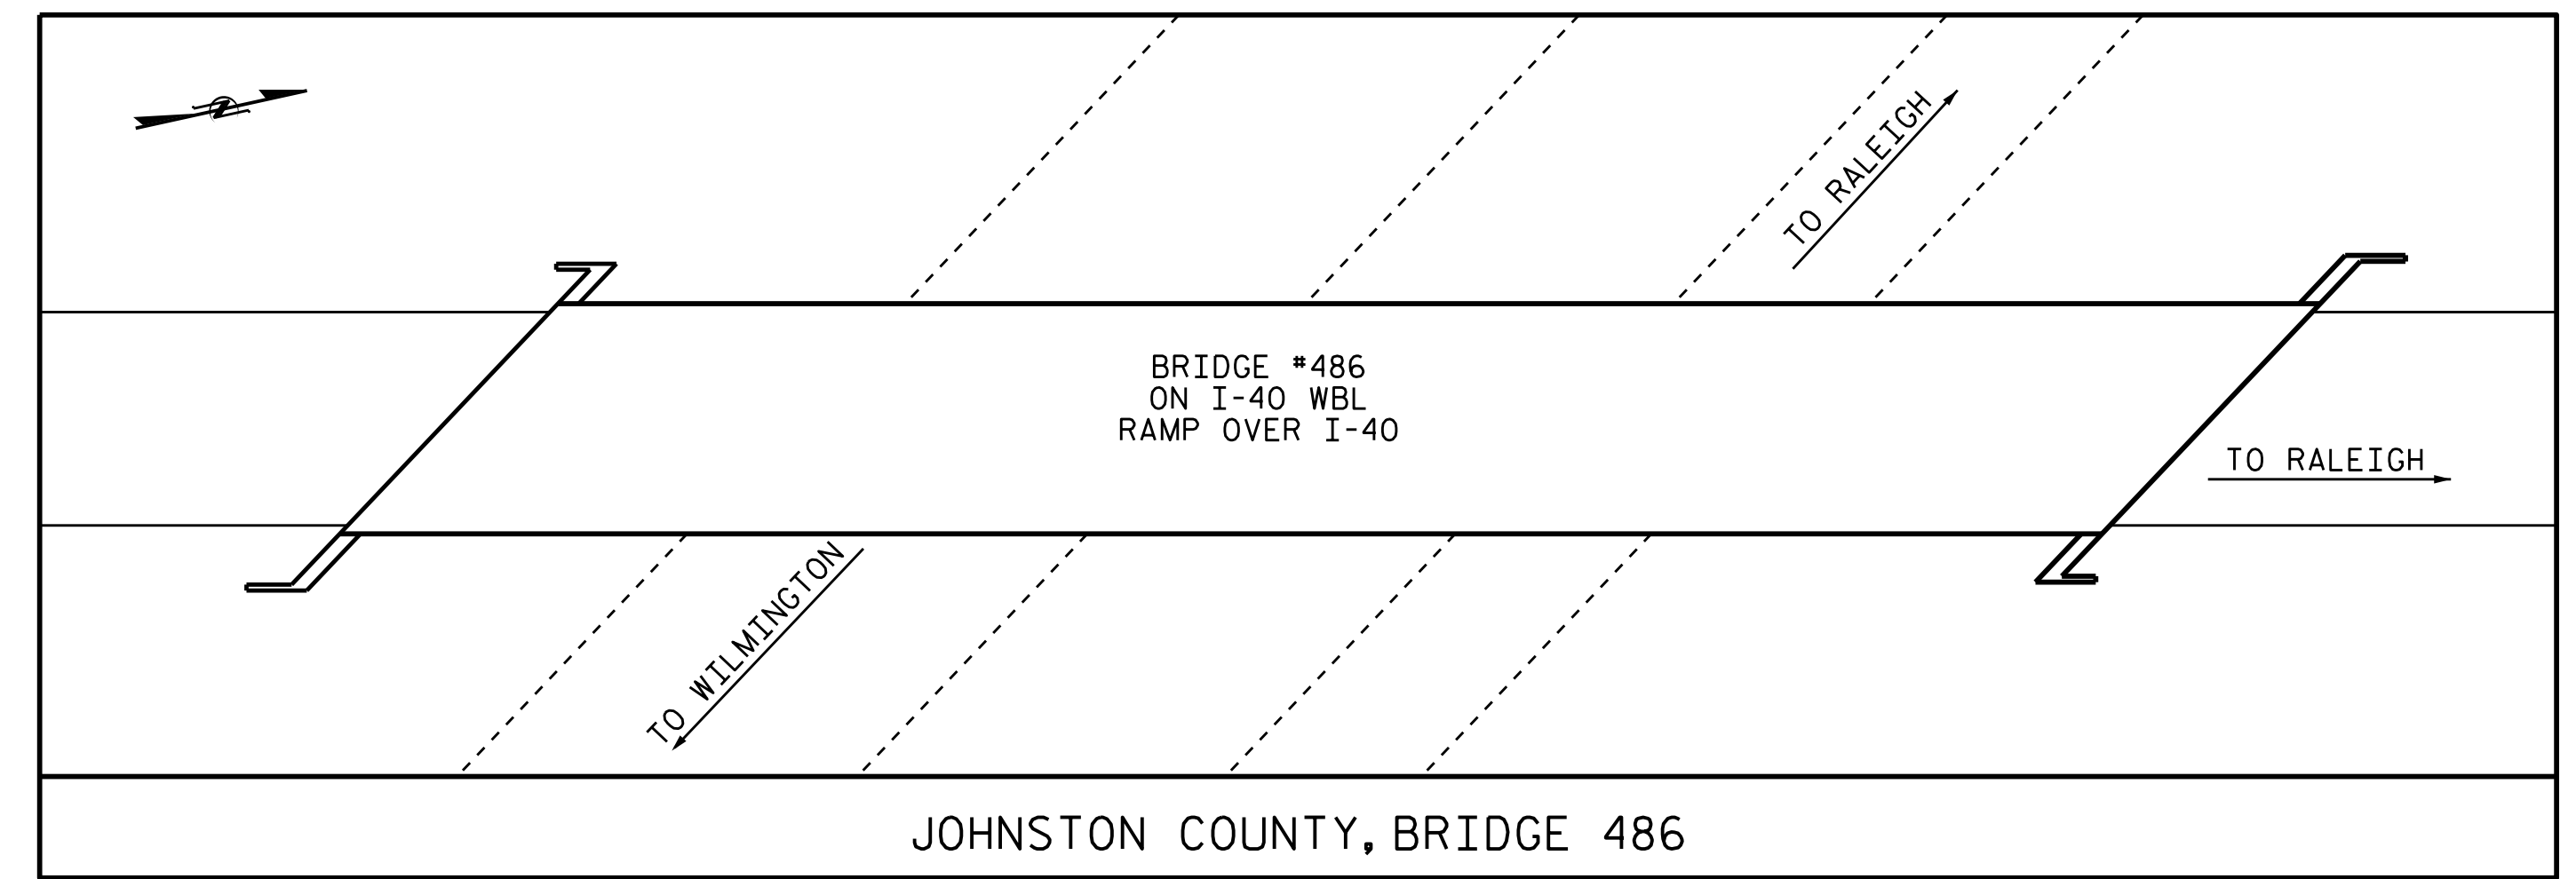 N
TO RALEIGH
BRIDGE #486
ON I-40 WBL
RAMP OVER I-40
TO RALEIGH
TO WILMINGTON
JOHNSTON COUNTY, BRIDGE 486